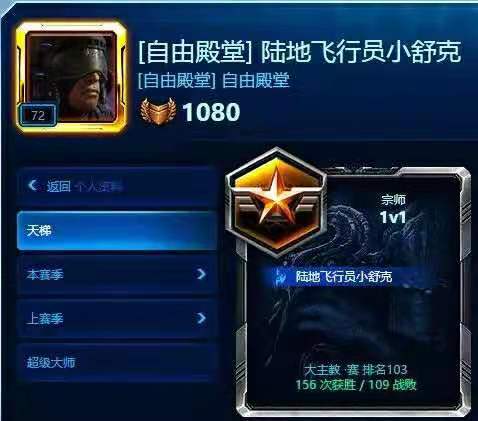 [自由殿堂] 陆地飞行员小舒克
[自由殿堂] 自由殿堂
72
1080
返回 个人资料
天梯
本赛季
上赛季
超级大师
宗师
1v1
陆地飞行员小舒克
大主教·赛 排名103
156 次获胜 / 109 战败